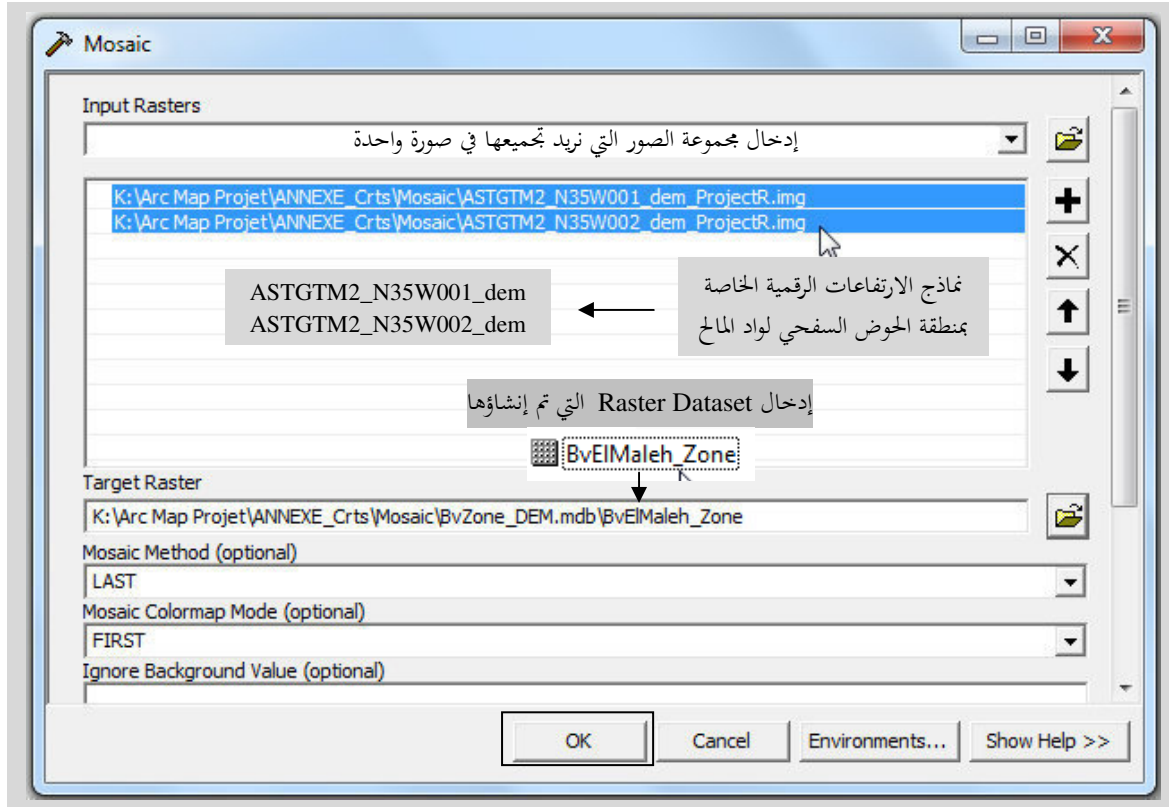 Mosaic
Input Rasters
إدخال مجموعة الصور التي نريد تجميعها في صورة واحدة
K:\Arc Map Projet\ANNEXE_Crts\Mosaic\ASTGTM2_N35W001_dem_ProjectR.img
K:\Arc Map Projet\ANNEXE_Crts\Mosaic\ASTGTM2_N35W002_dem_ProjectR.img
نماذج الارتفاعات الرقمية الخاصة
بمنطقة الحوض السفحي لواد المالح
ASTGTM2_N35W001_dem
ASTGTM2_N35W002_dem
إدخال Raster Dataset التي تم إنشاؤها
BvElMaleh_Zone
Target Raster
K:\Arc Map Projet\ANNEXE_Crts\Mosaic\BvZone_DEM.mdb\BvElMaleh_Zone
Mosaic Method (optional)
LAST
Mosaic Colormap Mode (optional)
FIRST
Ignore Background Value (optional)
OK
Cancel
Environments...
Show Help >>